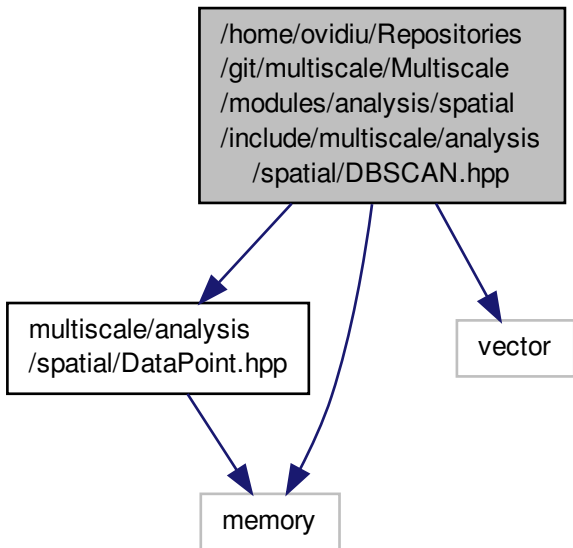 /home/ovidiu/Repositories
/git/multiscale/Multiscale
/modules/analysis/spatial
/include/multiscale/analysis
/spatial/DBSCAN.hpp
multiscale/analysis
/spatial/DataPoint.hpp
vector
memory